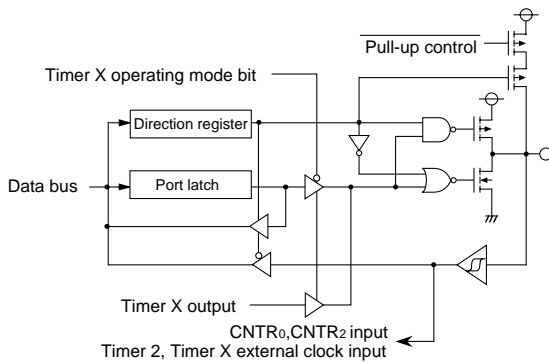 Pull-up control
Timer X operating mode bit
Direction register
Data bus
Port latch
Timer X output
CNTR0,CNTR2 input
Timer 2, Timer X external clock input